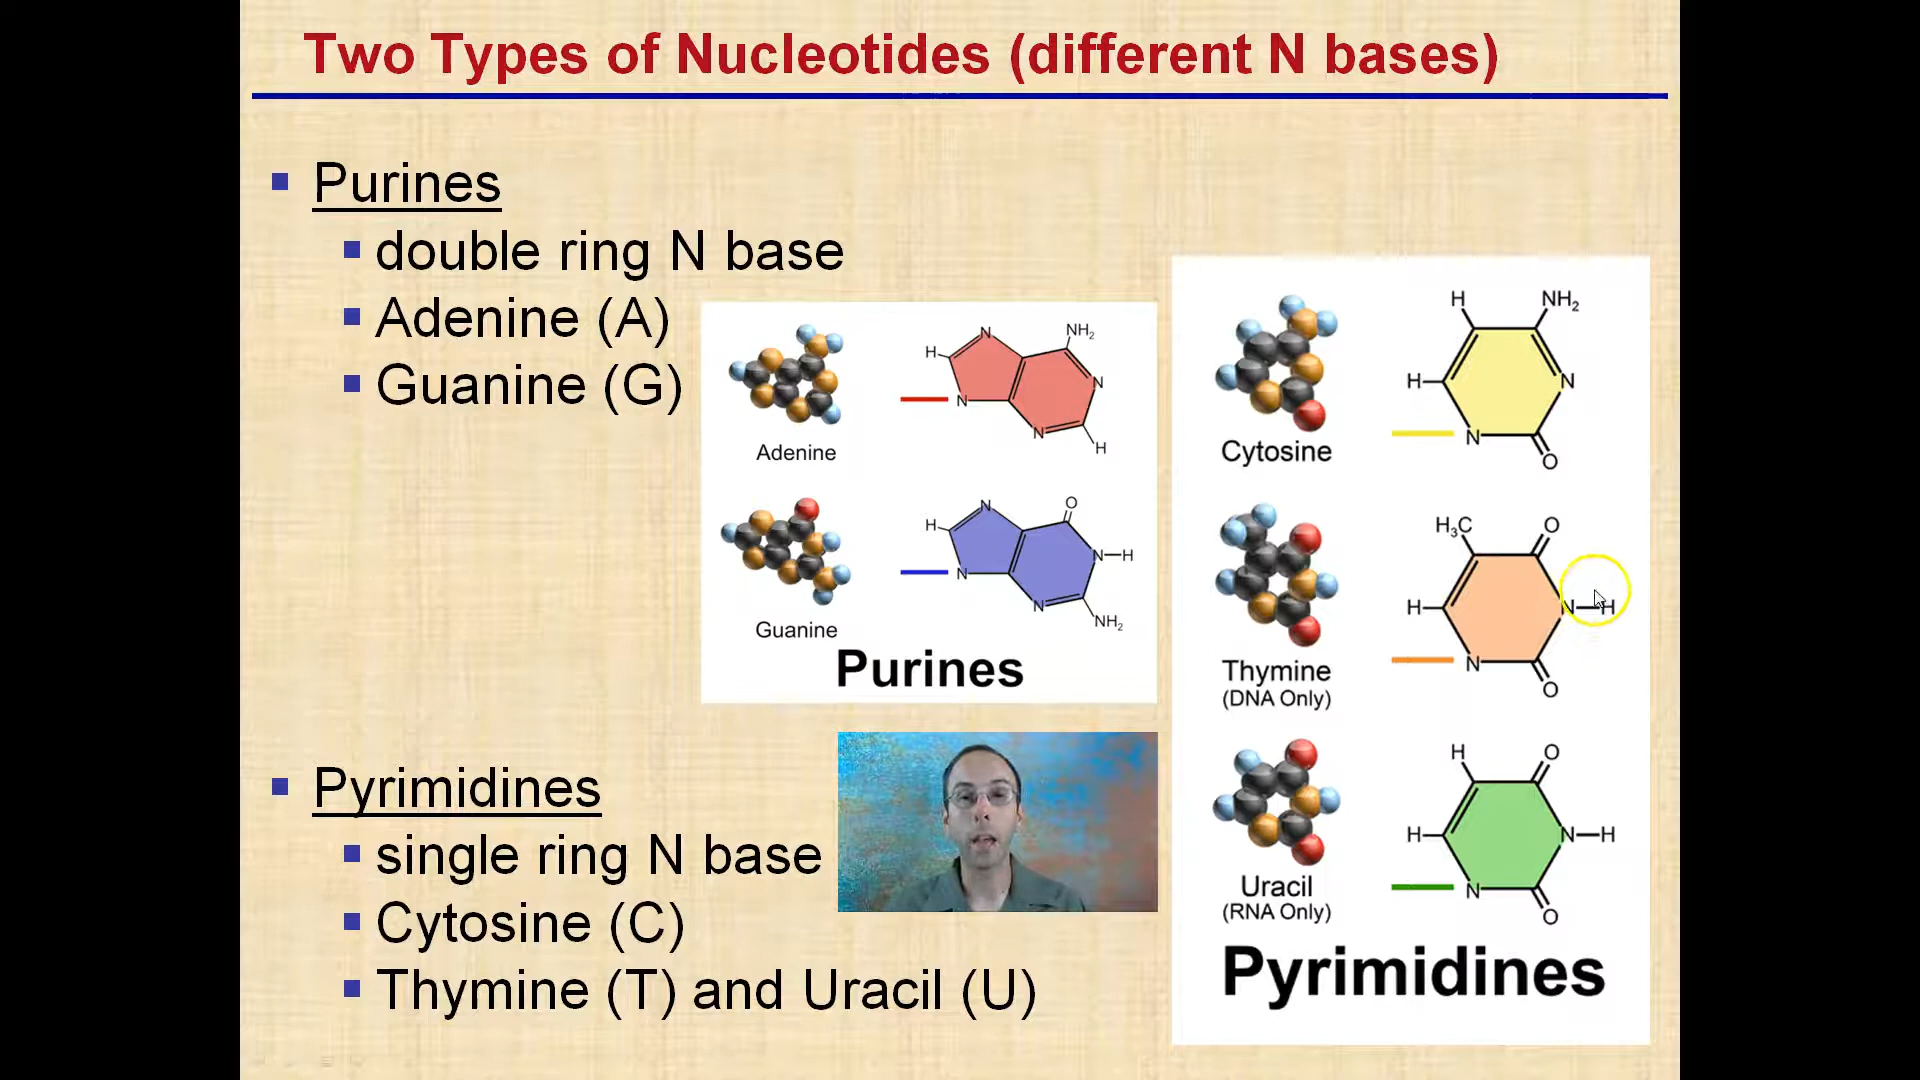 Two Types of Nucleotides (different N bases)
Purines
double ring N base
Adenine (A)
Guanine (G)
N
NH₂
H
N
N
N
H
Adenine
N
O
H
N–H
N
N
NH₂
Guanine
Purines
H
NH₂
H
N
N
O
Cytosine
H₃C
O
H
N–H
N
O
Thymine
(DNA Only)
H
O
H
N–H
N
O
Uracil
(RNA Only)
Pyrimidines
Pyrimidines
single ring N base
Cytosine (C)
Thymine (T) and Uracil (U)